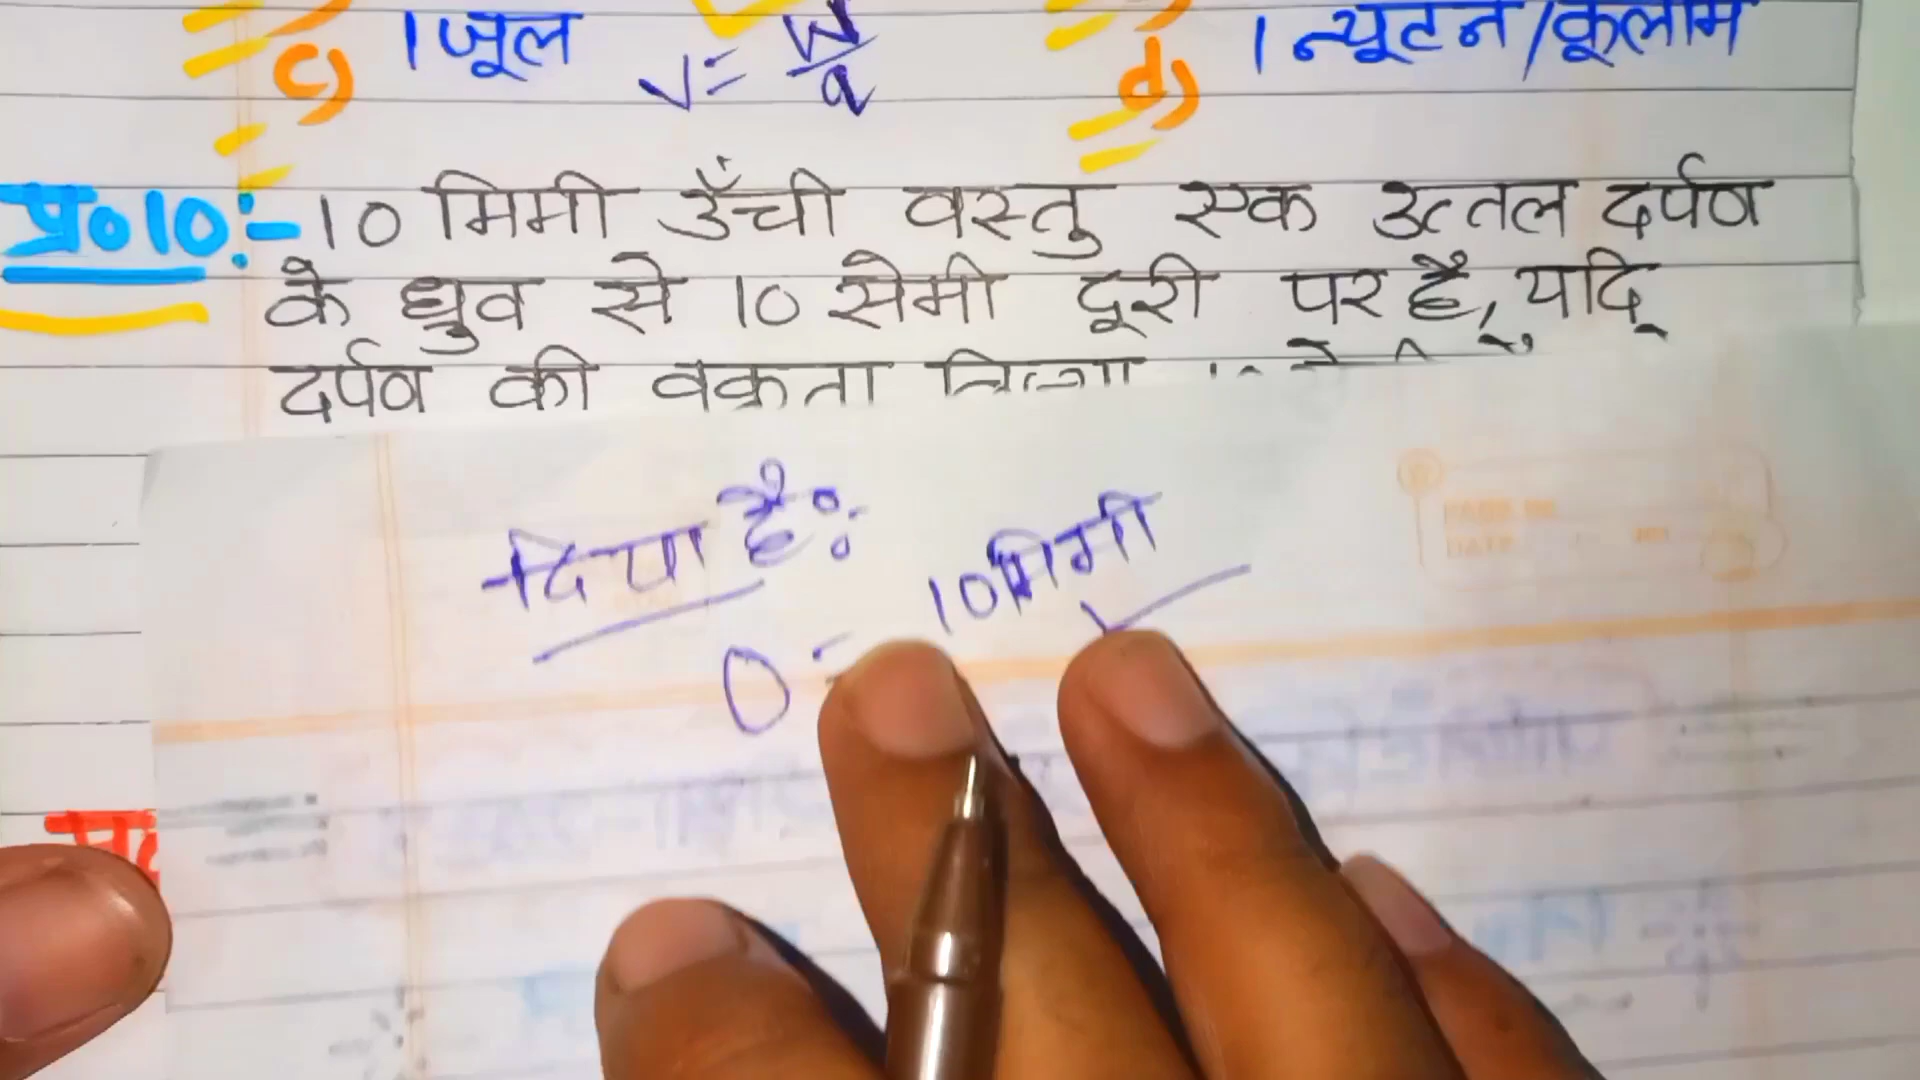 c) 1 जूल V = W/q d) 1 न्यूटन/कूलाम
प्र०10:- 10 मिमी उँची वस्तु एक उत्तल दर्पण
के ध्रुव से 10 सेमी दूरी पर है, यदि
दर्पण की वक्रता
दिया है:
O = 10 मिमी